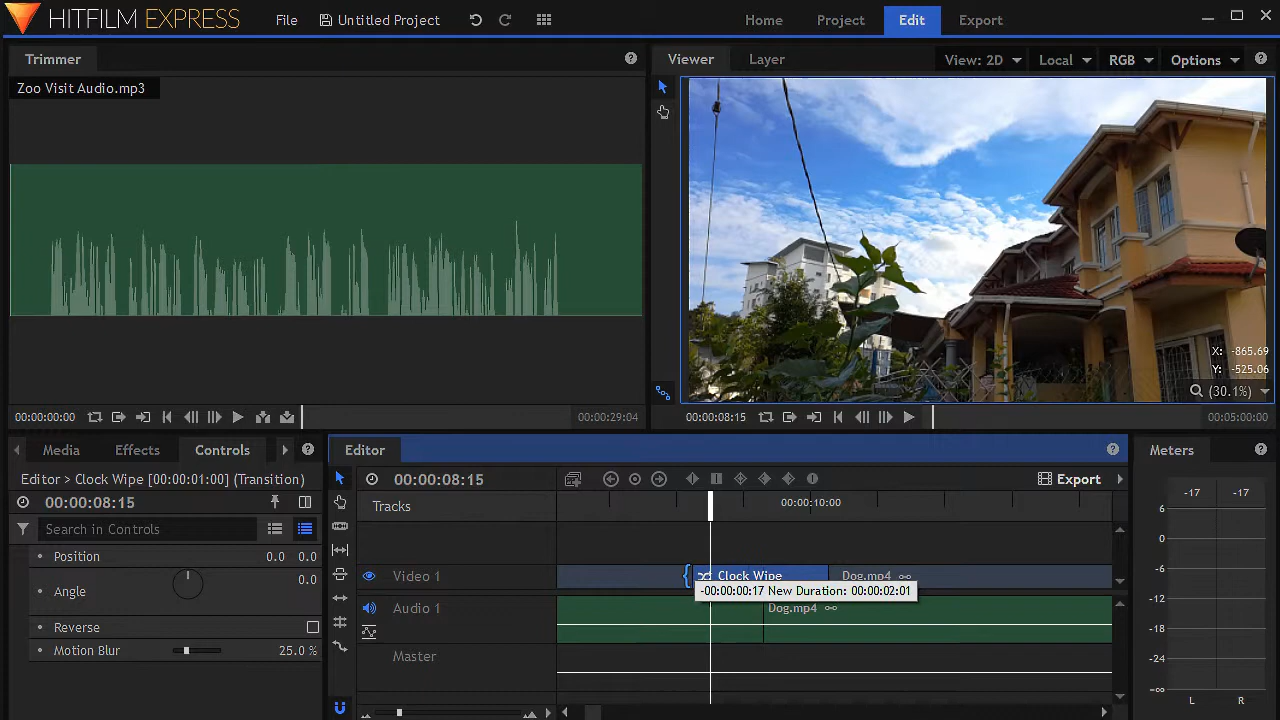 HITFILM EXPRESS File Untitled Project Home Project Edit Export
Trimmer Viewer Layer View: 2D Local RGB Options
Zoo Visit Audio.mp3
X: -865.69
Y: -525.06
(30.1%)
00:00:00:00 00:00:29:04 00:00:08:15 00:05:00:00
Media Effects Controls Editor Meters
Editor > Clock Wipe [00:00:01:00] (Transition) 00:00:08:15 Export -17 -17
00:00:08:15 Tracks 00:00:10:00 6
Search in Controls 0
Position 0.0 0.0 -6
Angle 0.0 Video 1 Clock Wipe Dog.mp4 -12
-00:00:00:17 New Duration: 00:00:02:01
Audio 1 Dog.mp4 -18
Reverse -24
Motion Blur 25.0 % Master -30
-∞
L R